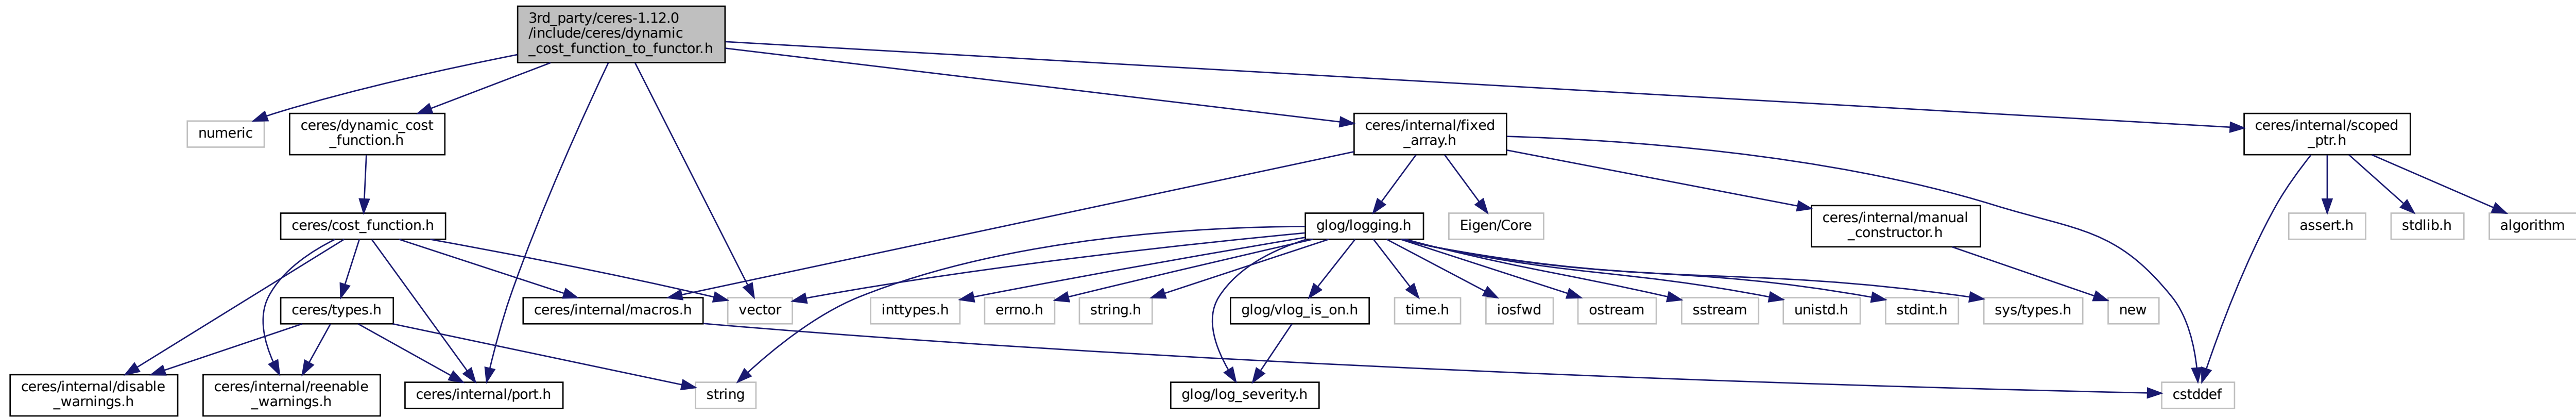 3rd_party/ceres-1.12.0
/include/ceres/dynamic
_cost_function_to_functor.h
numeric
ceres/dynamic_cost
_function.h
ceres/internal/fixed
_array.h
ceres/internal/scoped
_ptr.h
ceres/cost_function.h
glog/logging.h
Eigen/Core
ceres/internal/manual
_constructor.h
assert.h
stdlib.h
algorithm
ceres/types.h
ceres/internal/macros.h
vector
inttypes.h
errno.h
string.h
glog/vlog_is_on.h
time.h
iosfwd
ostream
sstream
unistd.h
stdint.h
sys/types.h
new
ceres/internal/disable
_warnings.h
ceres/internal/reenable
_warnings.h
ceres/internal/port.h
string
glog/log_severity.h
cstddef